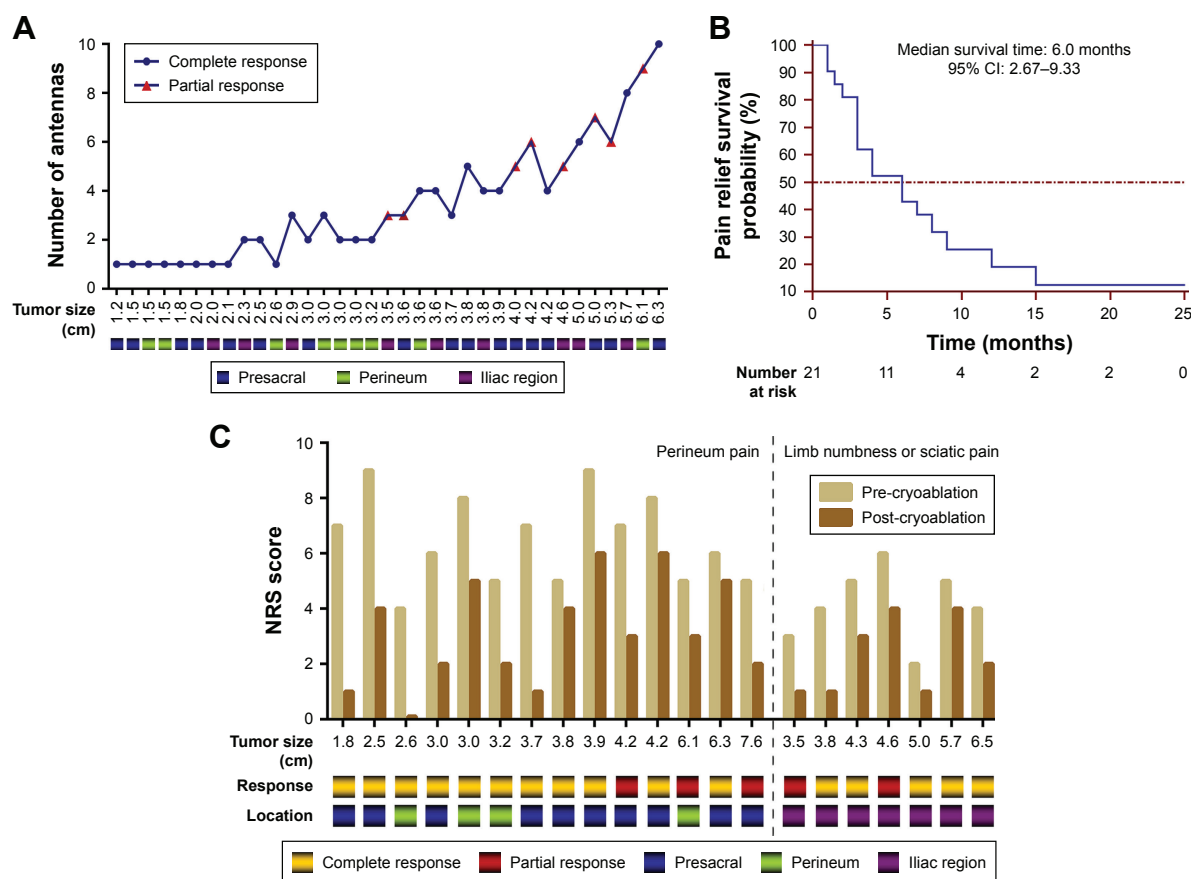 A
Number of antennas
10
8
6
4
2
0
Complete response
Partial response
Tumor size
(cm)
1.2 1.5 1.5 1.5 1.8 2.0 2.0 2.1 2.3 2.5 2.6 2.9 3.0 3.0 3.0 3.0 3.2 3.5 3.6 3.6 3.6 3.7 3.8 3.8 3.9 4.0 4.2 4.2 4.6 5.0 5.0 5.3 5.7 6.1 6.3
Presacral Perineum Iliac region
B
Pain relief survival
probability (%)
100
90
80
70
60
50
40
30
20
10
Median survival time: 6.0 months
95% CI: 2.67–9.33
0 5 10 15 20 25
Time (months)
Number
at risk
21 11 4 2 2 0
C
NRS score
10
8
6
4
2
0
Perineum pain
Limb numbness or sciatic pain
Pre-cryoablation
Post-cryoablation
Tumor size
(cm)
1.8 2.5 2.6 3.0 3.0 3.2 3.7 3.8 3.9 4.2 4.2 6.1 6.3 7.6 3.5 3.8 4.3 4.6 5.0 5.7 6.5
Response
Location
Complete response Partial response Presacral Perineum Iliac region